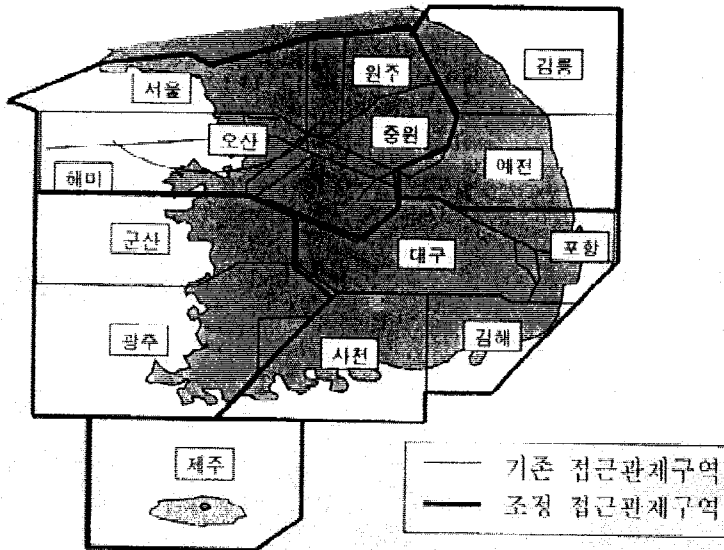 원주
강릉
서울
중원
오산
예전
해미
군산
대구
포항
광주
사천
김해
제주
기존 접근관제구역
조정 접근관제구역